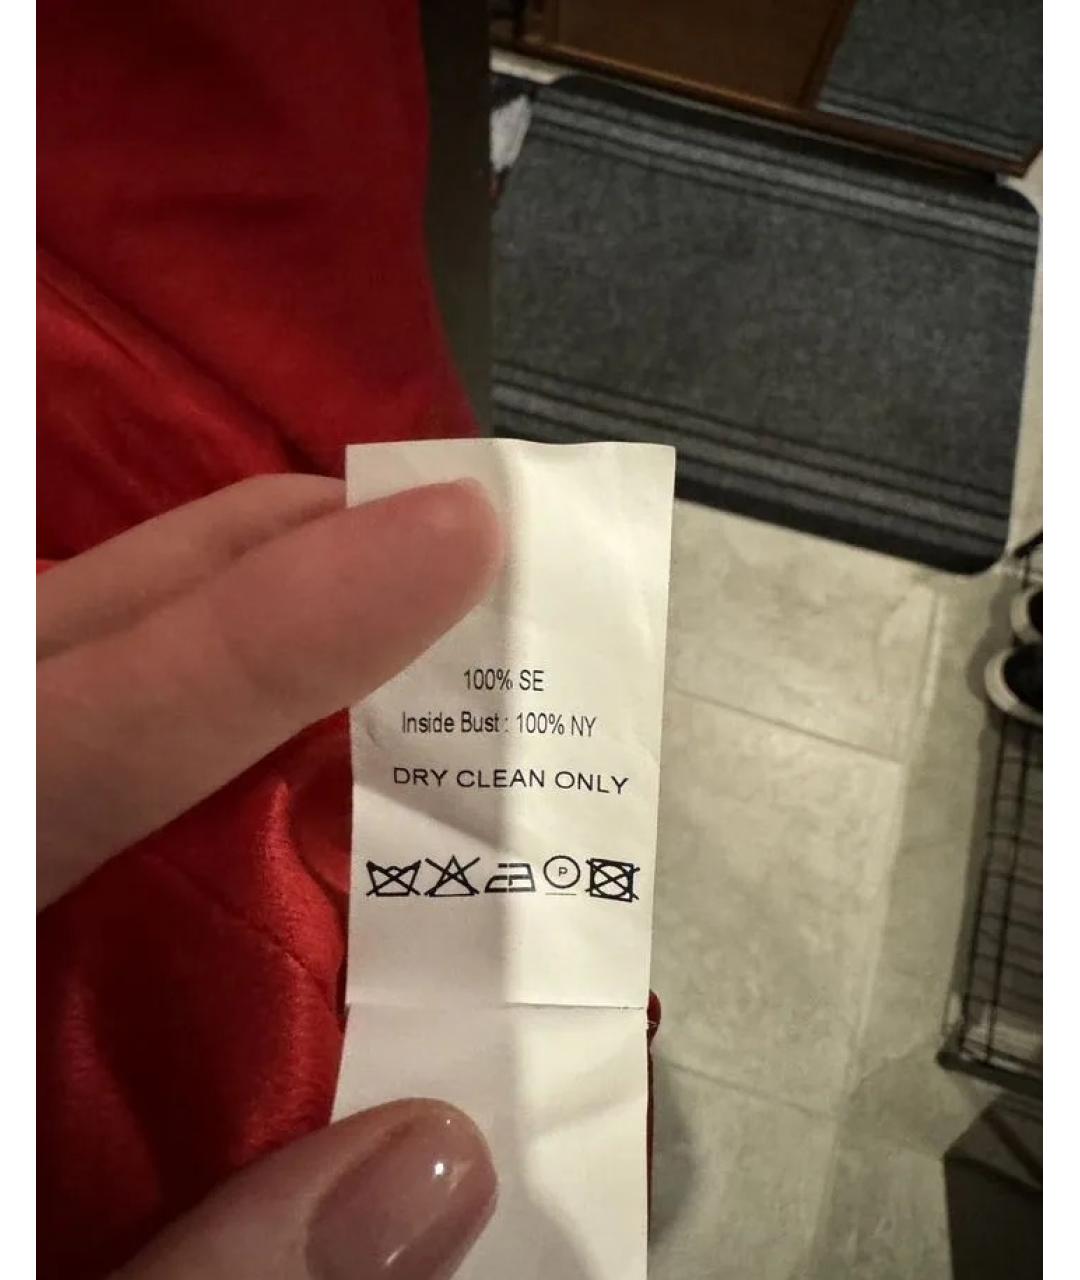 100% SE
Inside Bust : 100% NY
DRY CLEAN ONLY
P